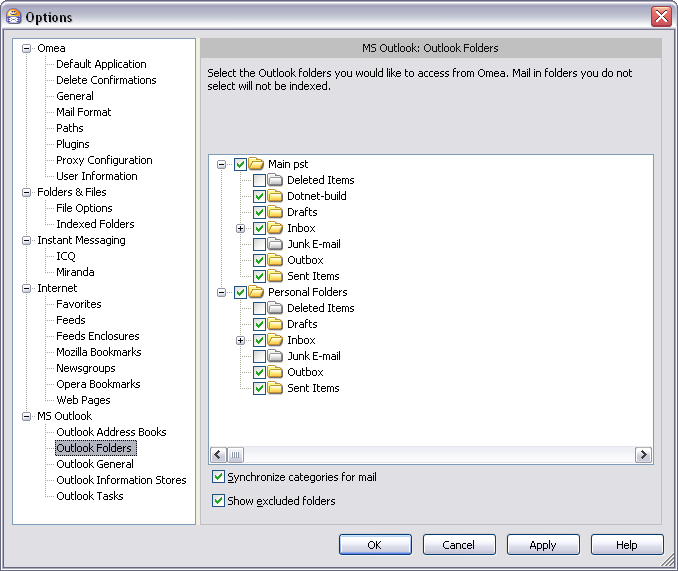 Options
Omea
Default Application
Delete Confirmations
General
Mail Format
Paths
Plugins
Proxy Configuration
User Information
Folders & Files
File Options
Indexed Folders
Instant Messaging
ICQ
Miranda
Internet
Favorites
Feeds
Feeds Enclosures
Mozilla Bookmarks
Newsgroups
Opera Bookmarks
Web Pages
MS Outlook
Outlook Address Books
Outlook Folders
Outlook General
Outlook Information Stores
Outlook Tasks
MS Outlook: Outlook Folders
Select the Outlook folders you would like to access from Omea. Mail in folders you do not
select will not be indexed.
Main pst
Deleted Items
Dotnet-build
Drafts
Inbox
Junk E-mail
Outbox
Sent Items
Personal Folders
Deleted Items
Drafts
Inbox
Junk E-mail
Outbox
Sent Items
Synchronize categories for mail
Show excluded folders
OK
Cancel
Apply
Help